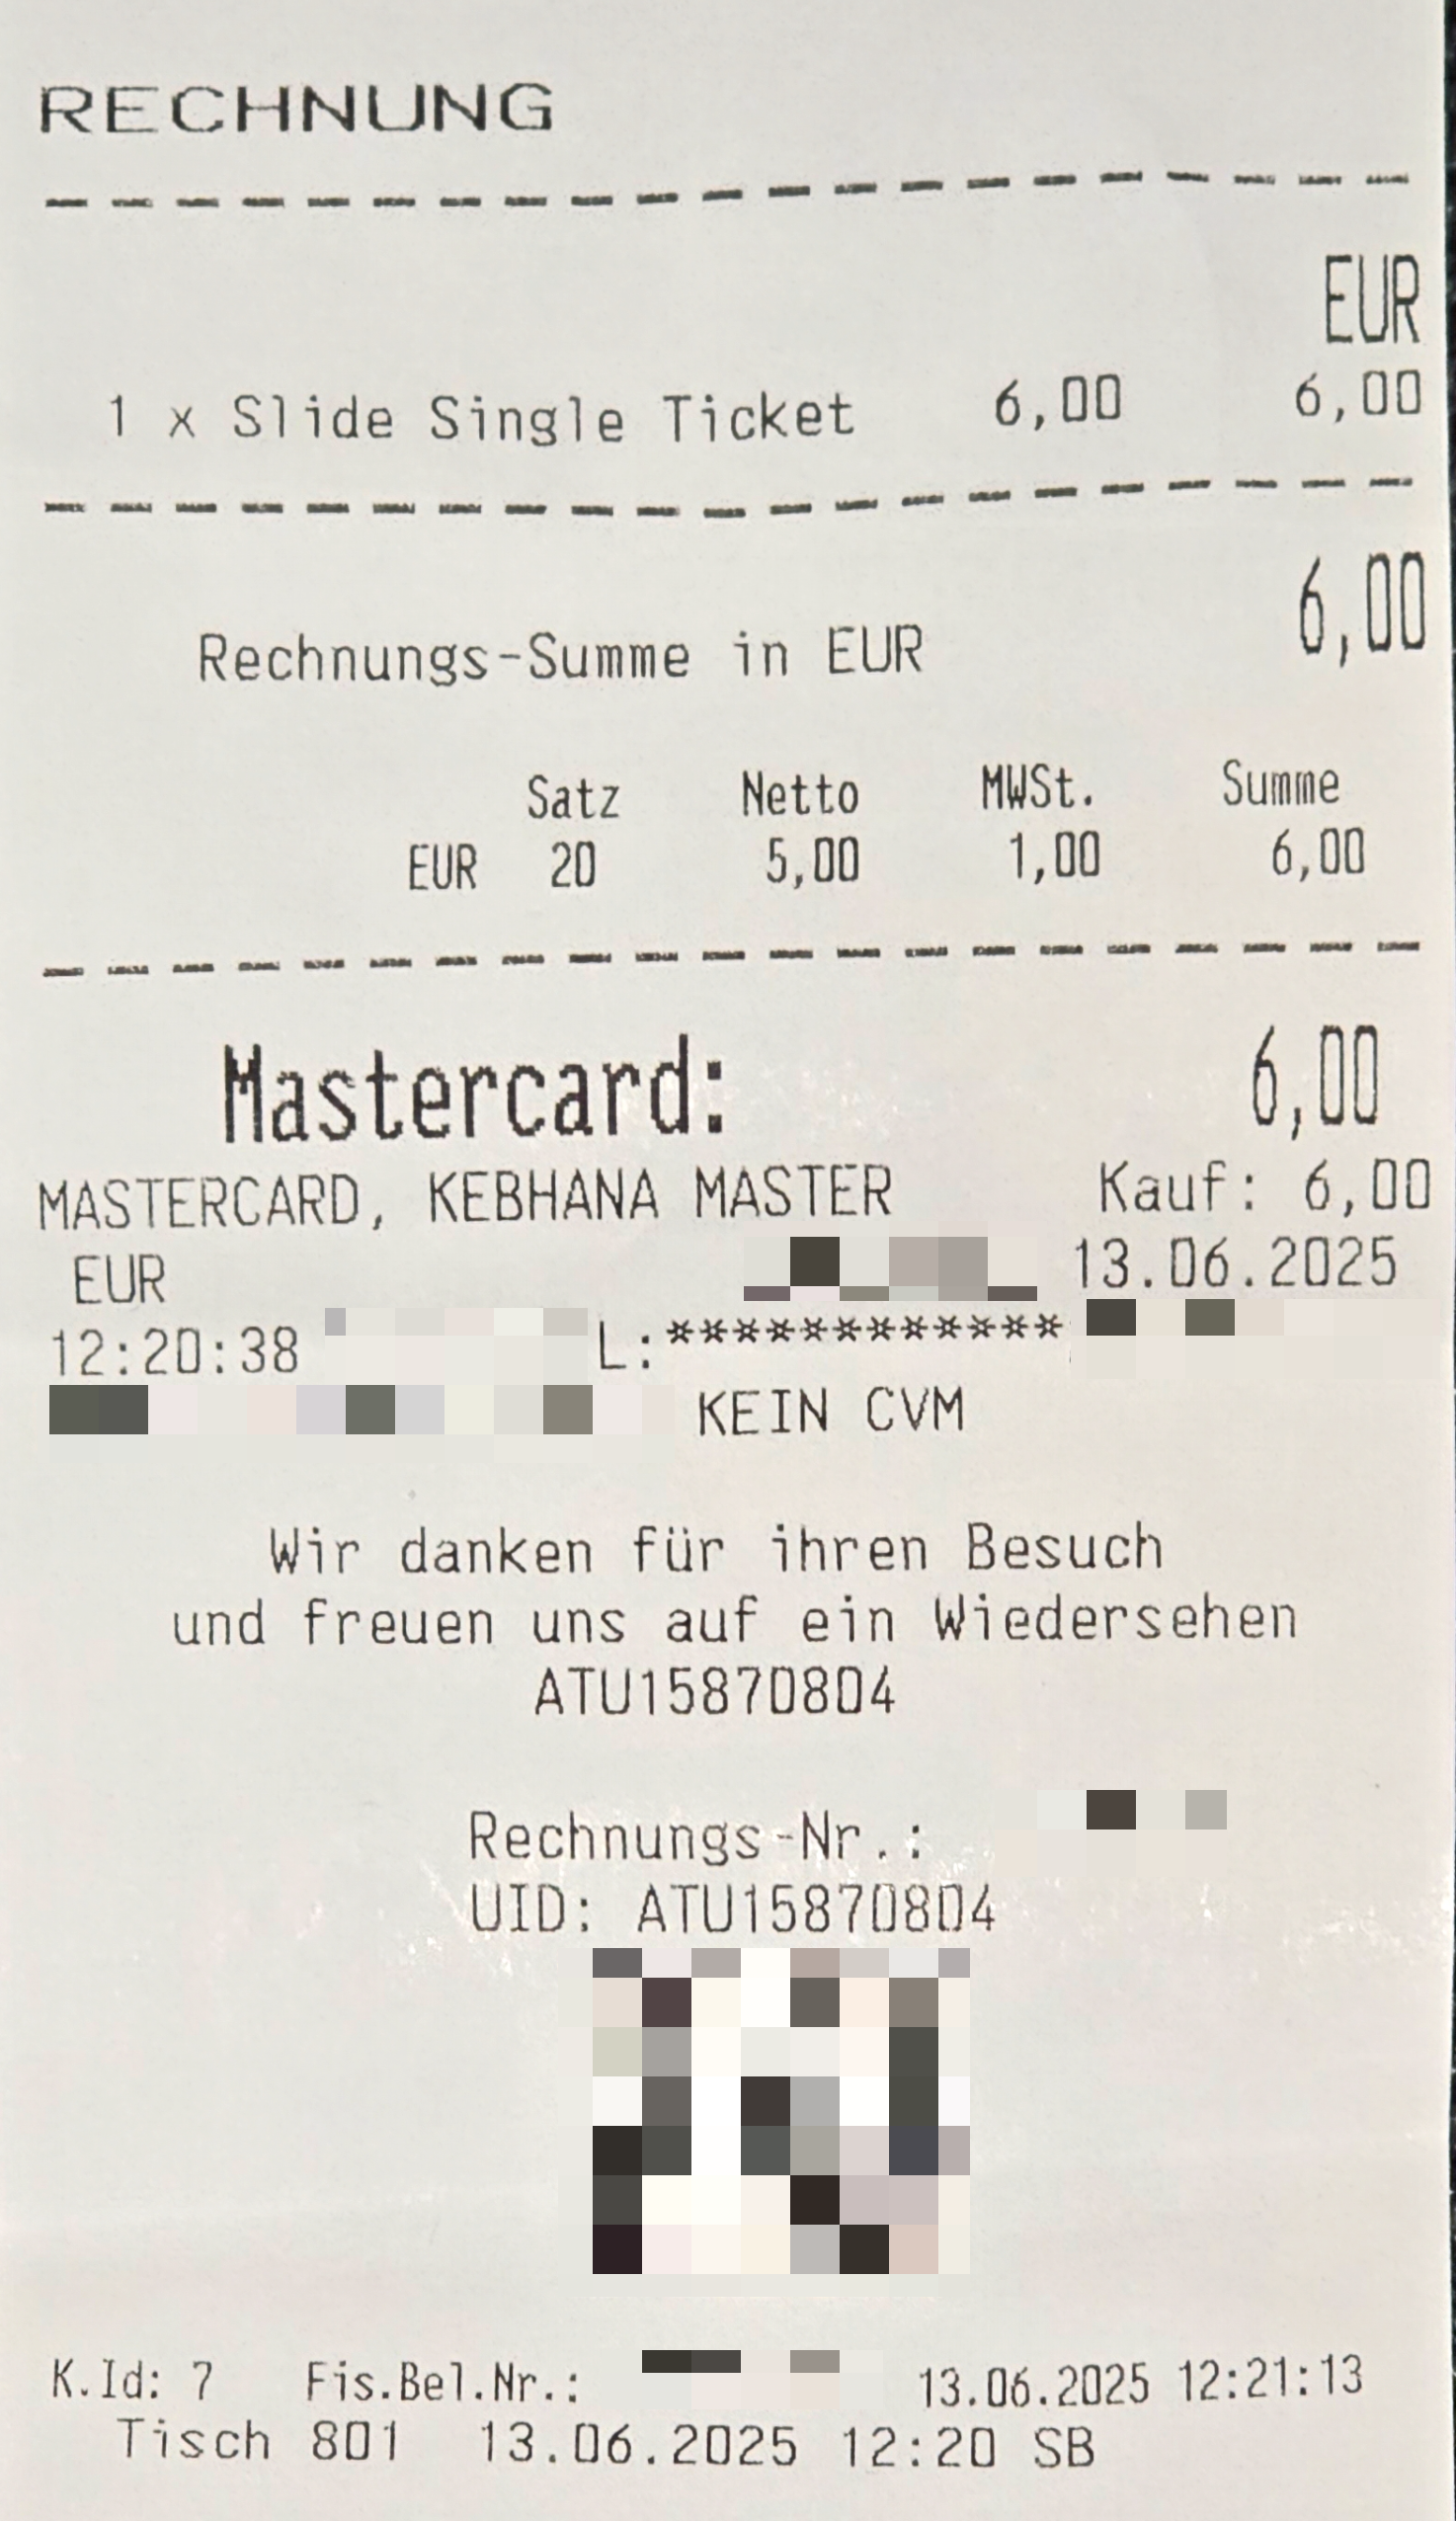 RECHNUNG
EUR
1 x Slide Single Ticket 6,00 6,00
Rechnungs-Summe in EUR 6,00
Satz Netto MWSt. Summe
EUR 20 5,00 1,00 6,00
Mastercard: 6,00
MASTERCARD, KEBHANA MASTER Kauf: 6,00
EUR 13.06.2025
12:20:38 L:************
KEIN CVM
Wir danken für ihren Besuch
und freuen uns auf ein Wiedersehen
ATU15870804
Rechnungs-Nr.:
UID: ATU15870804
K.Id: 7 Fis.Bel.Nr.: 13.06.2025 12:21:13
Tisch 801 13.06.2025 12:20 SB